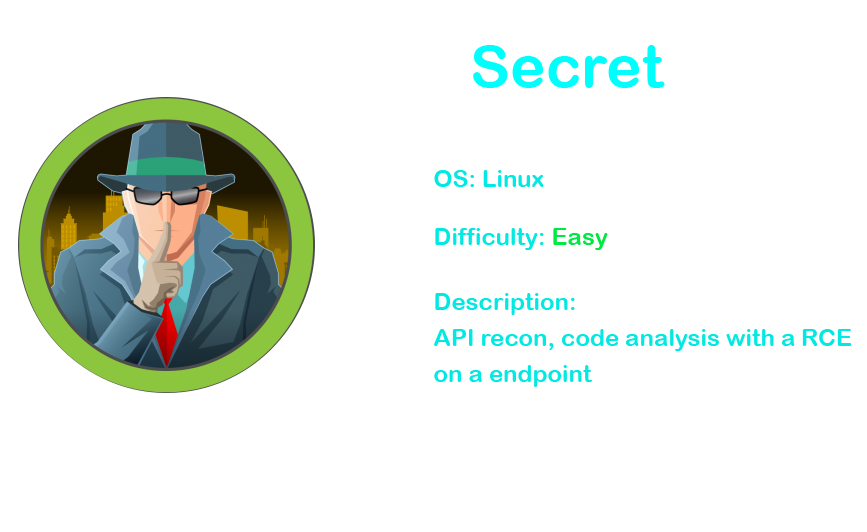 Secret
OS: Linux
Difficulty: Easy
Description:
API recon, code analysis with a RCE
on a endpoint